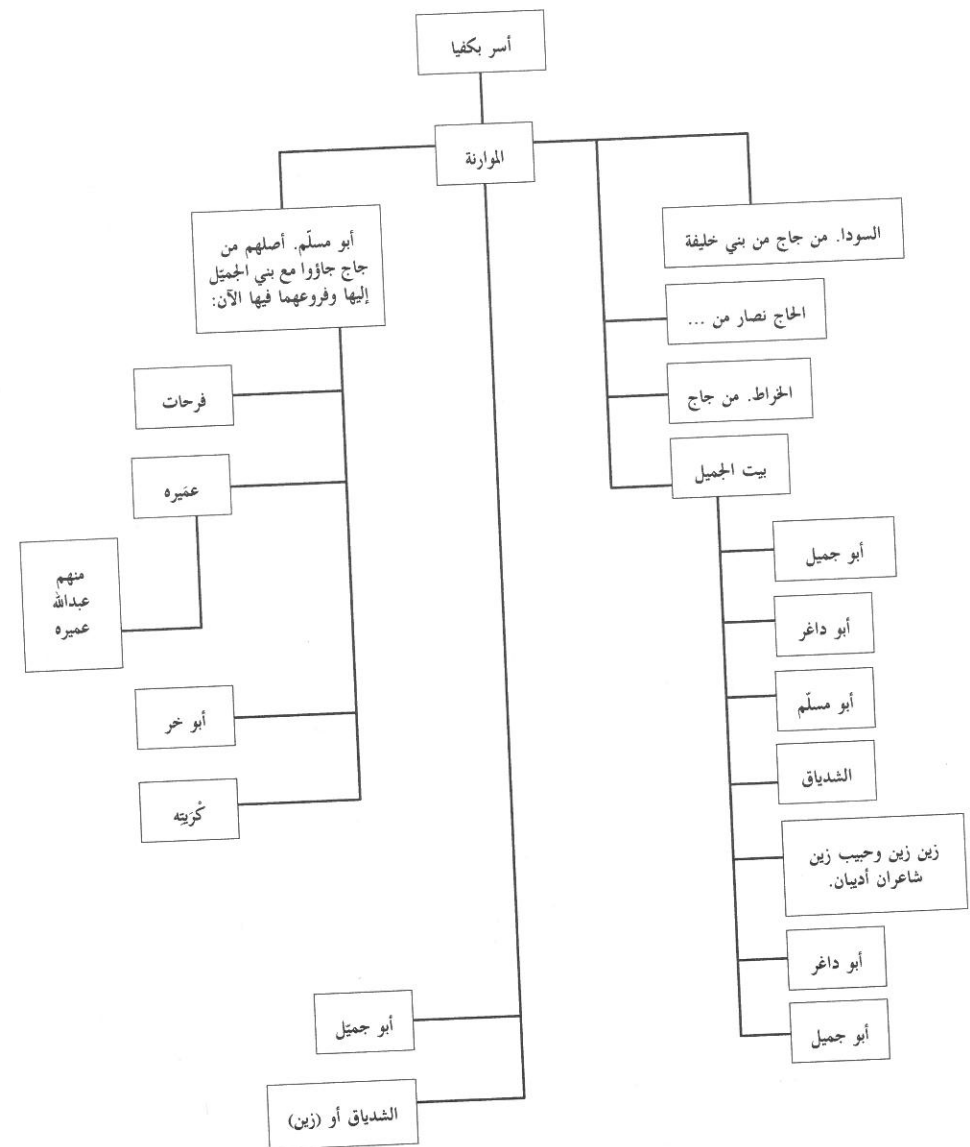 أسر بكفيا
الموارنة
السودا. من جاج من بني خليفة
الحاج نصار من ...
الخراط. من جاج
بيت الجميل
أبو جميل
أبو داغر
أبو مسلّم
الشدياق
زين زين وحبيب زين
شاعران أديبان.
أبو داغر
أبو جميل
أبو مسلّم. أصلهم من
جاج جاؤوا مع بني الجميّل
إليها وفروعهما فيها الآن:
فرحات
عمَيره
منهم
عبدالله
عميره
أبو خر
كْرَيتِه
أبو جميّل
الشدياق أو (زين)